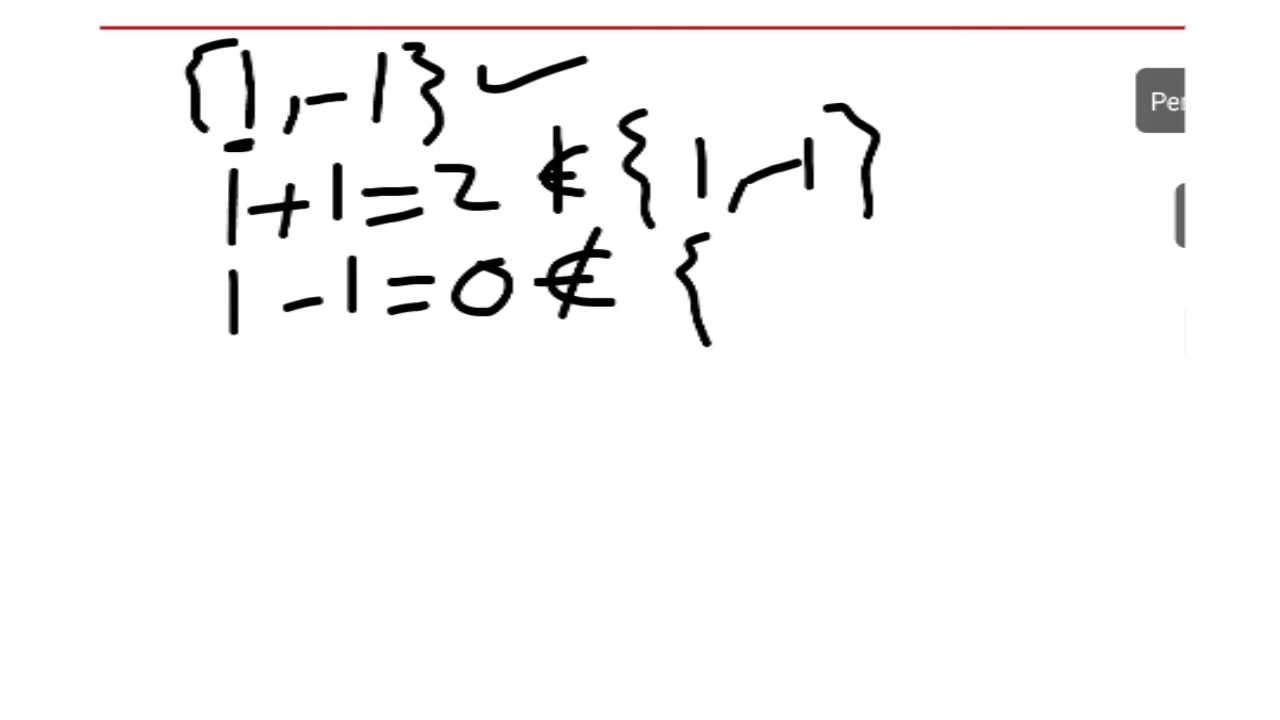 {1, -1} ✓
1 + 1 = 2 ∉ {1, -1}
1 - 1 = 0 ∉ {